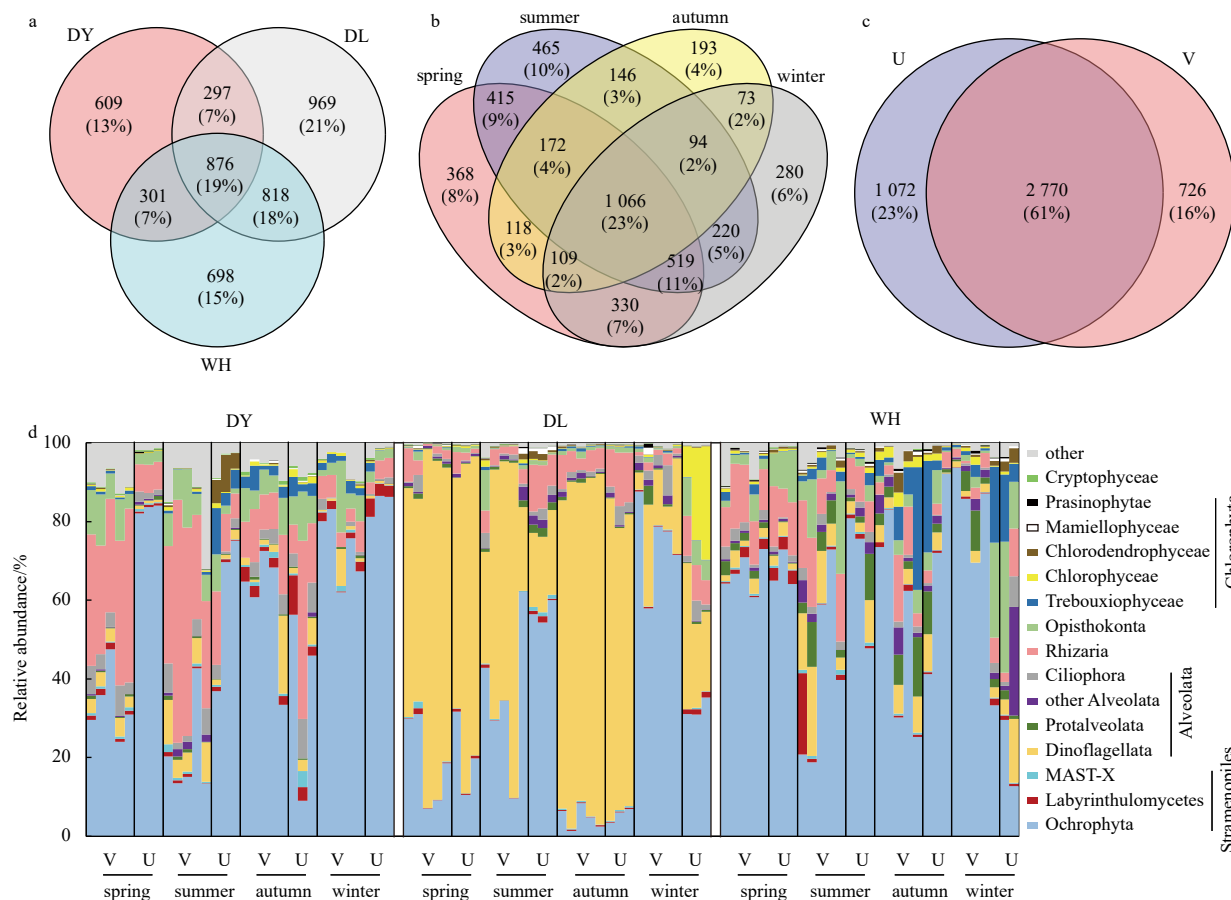 a
DY
DL
609
(13%)
297
(7%)
969
(21%)
876
(19%)
301
(7%)
818
(18%)
698
(15%)
WH
b
summer
autumn
spring
winter
465
(10%)
193
(4%)
146
(3%)
415
(9%)
73
(2%)
172
(4%)
94
(2%)
368
(8%)
280
(6%)
1 066
(23%)
118
(3%)
220
(5%)
109
(2%)
519
(11%)
330
(7%)
c
U
V
1 072
(23%)
2 770
(61%)
726
(16%)
d
DY
DL
WH
Relative abundance/%
100
80
60
40
20
0
V U V U V U V U
spring summer autumn winter
V U V U V U V U
spring summer autumn winter
V U V U V U V U
spring summer autumn winter
other
Cryptophyceae
Prasinophytae
Mamiellophyceae
Chlorodendrophyceae
Chlorophyceae
Trebouxiophyceae
Opisthokonta
Rhizaria
Ciliophora
other Alveolata
Protalveolata
Dinoflagellata
MAST-X
Labyrinthulomycetes
Ochrophyta
Alveolata
Stramenopiles